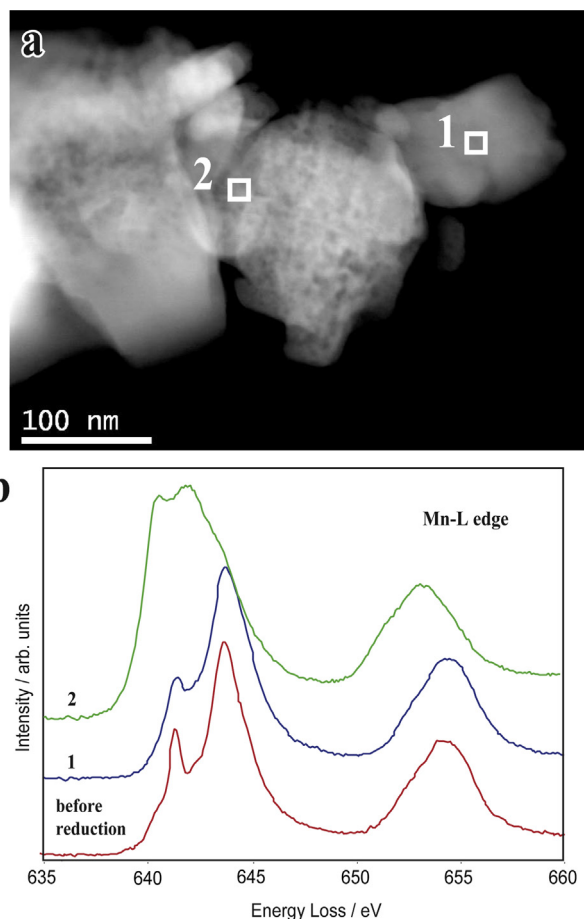 a
1
2
100 nm
b
Mn-L edge
Intensity / arb. units
2
1
before
reduction
635 640 645 650 655 660
Energy Loss / eV